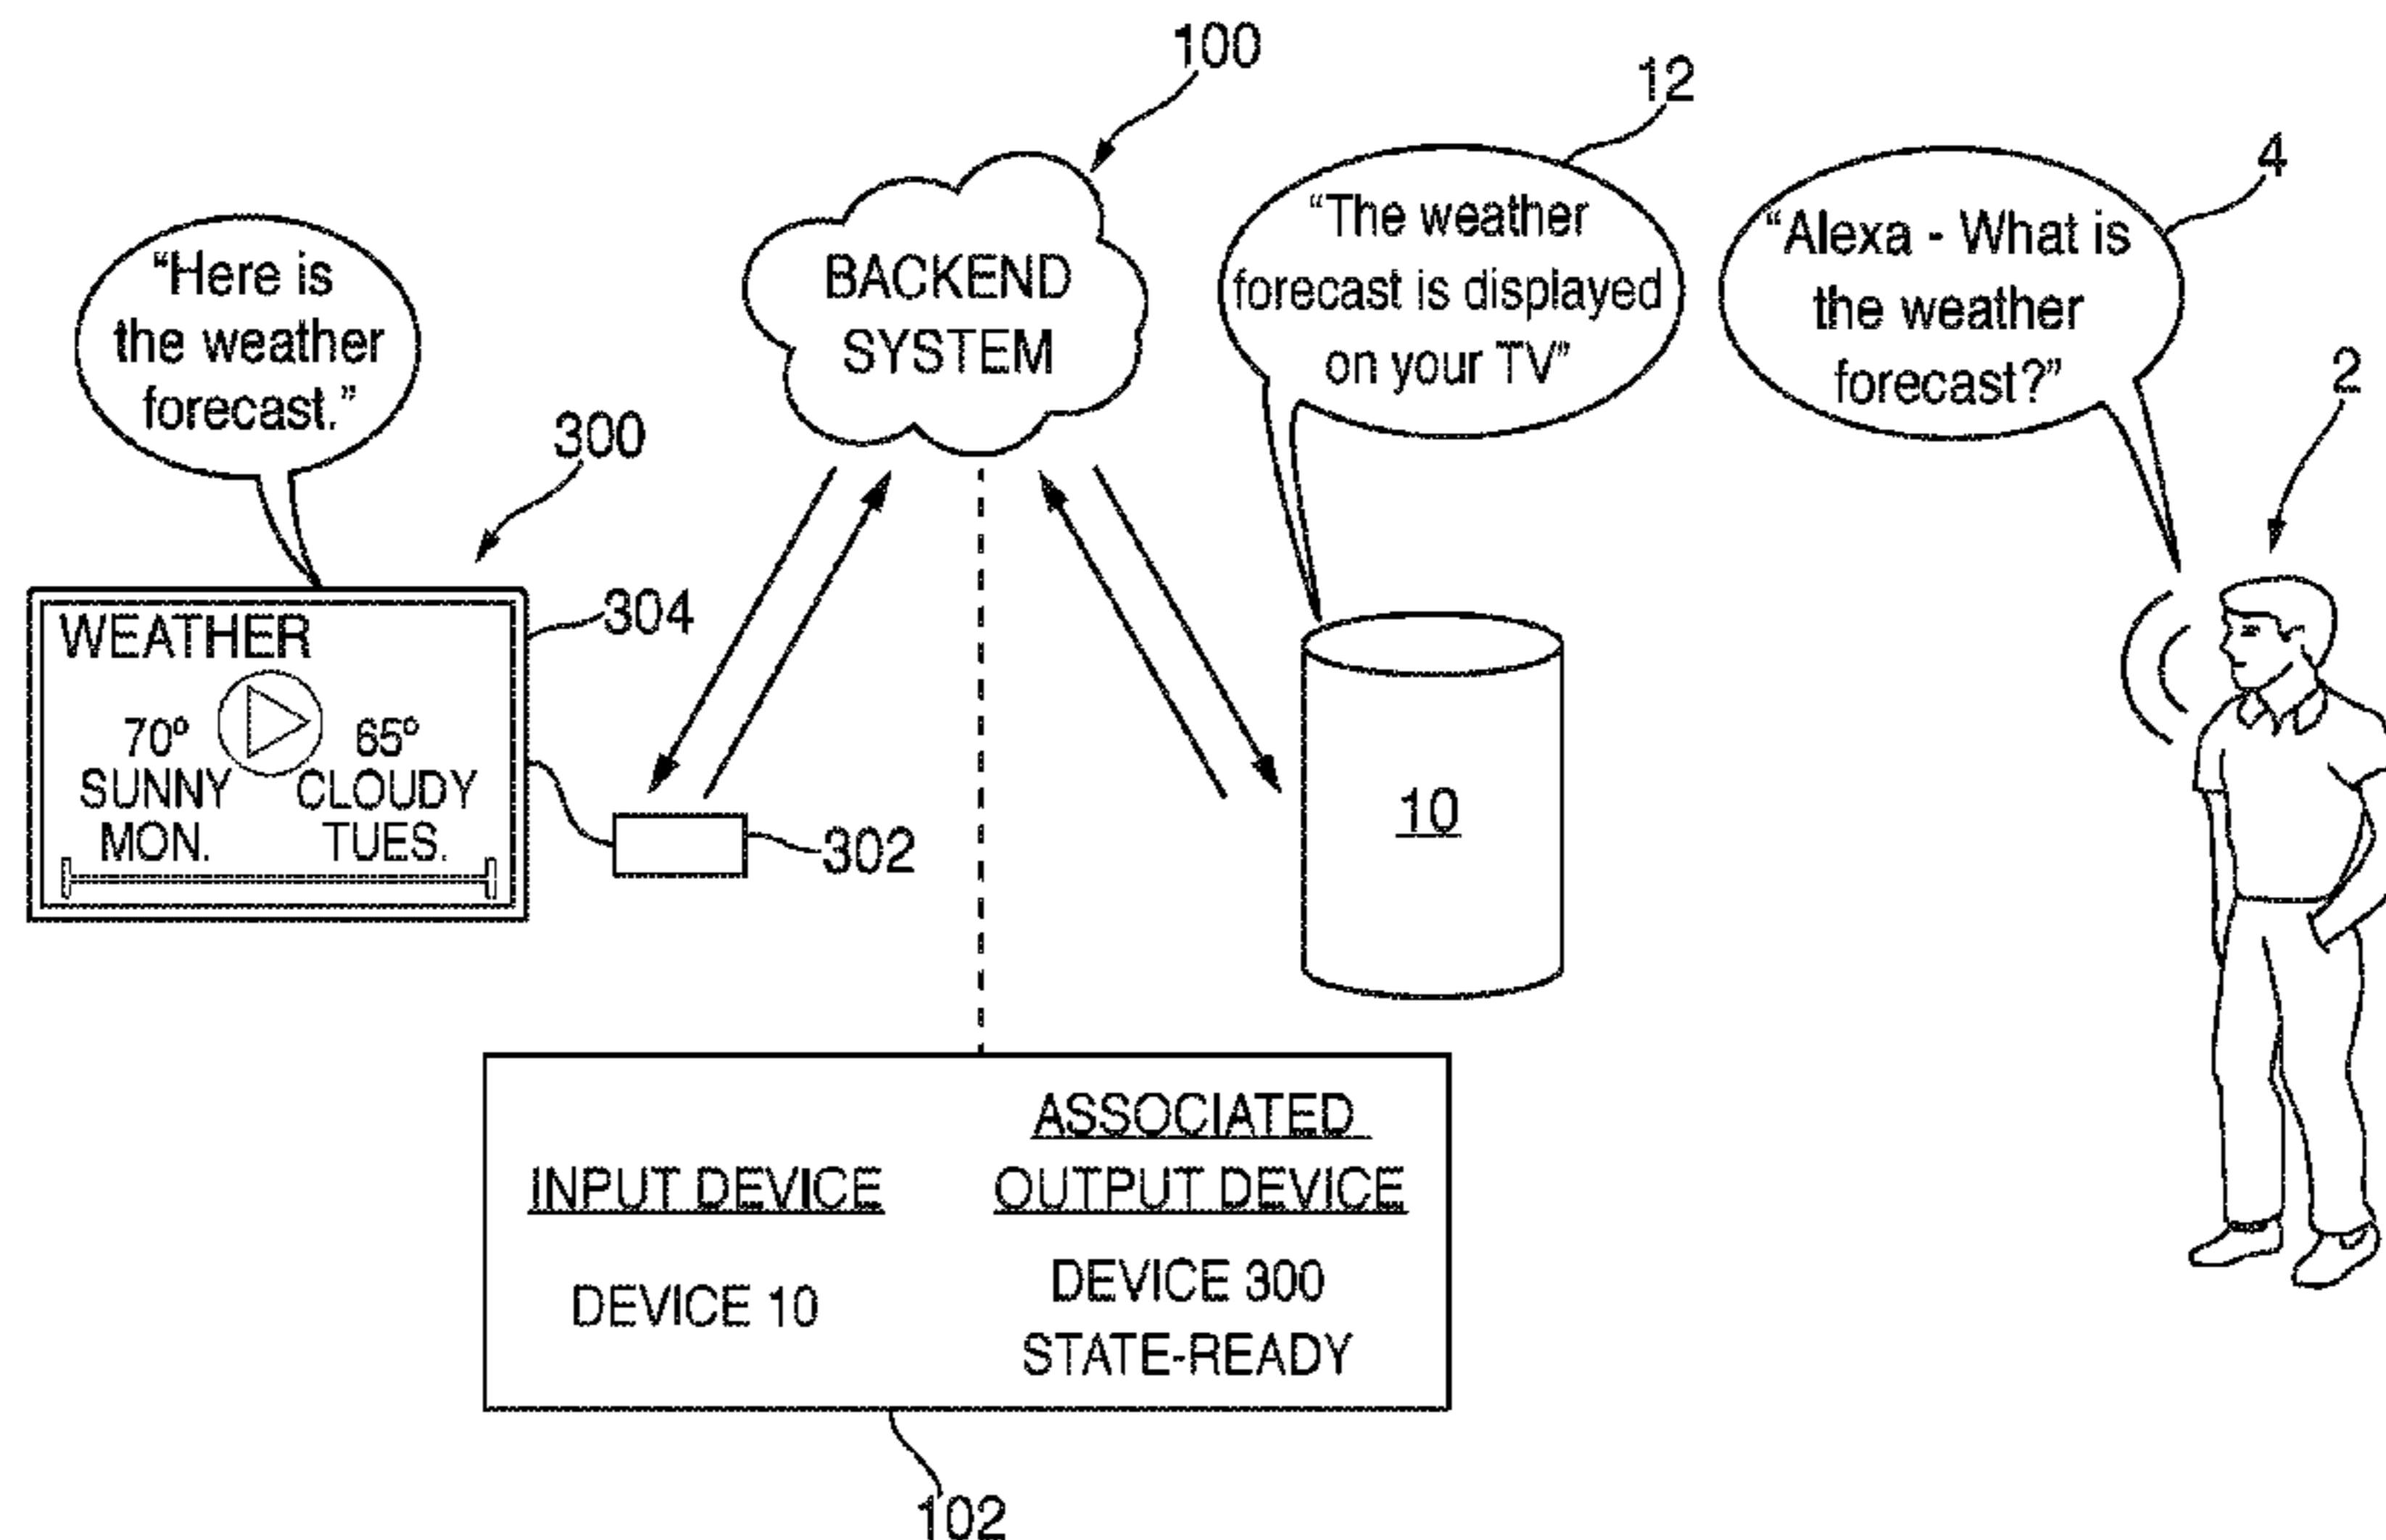 100
12
4
"Here is
the weather
forecast."
BACKEND
SYSTEM
"The weather
forecast is displayed
on your TV"
"Alexa - What is
the weather
forecast?"
2
300
304
WEATHER
70º
65º
SUNNY
CLOUDY
MON.
TUES.
302
10
INPUT DEVICE
ASSOCIATED
OUTPUT DEVICE
DEVICE 10
DEVICE 300
STATE-READY
102